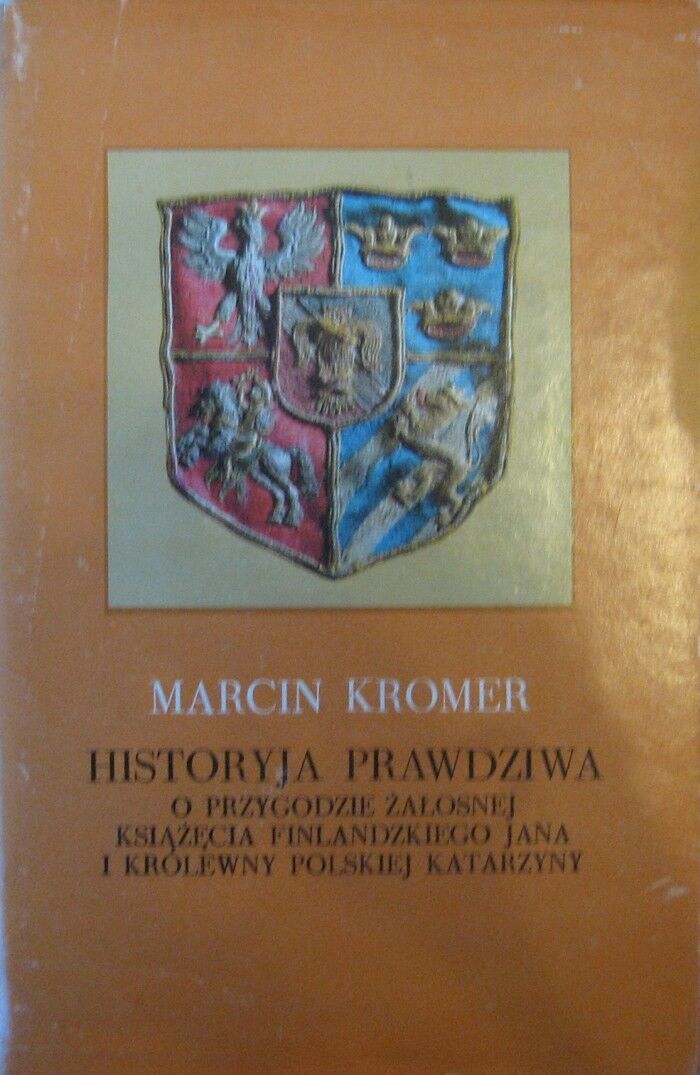 MARCIN KROMER
HISTORYJA PRAWDZIWA
O PRZYGODZIE ŻAŁOSNEJ
KSIĄŻĘCIA FINLANDZKIEGO JANA
I KRÓLEWNY POLSKIEJ KATARZYNY